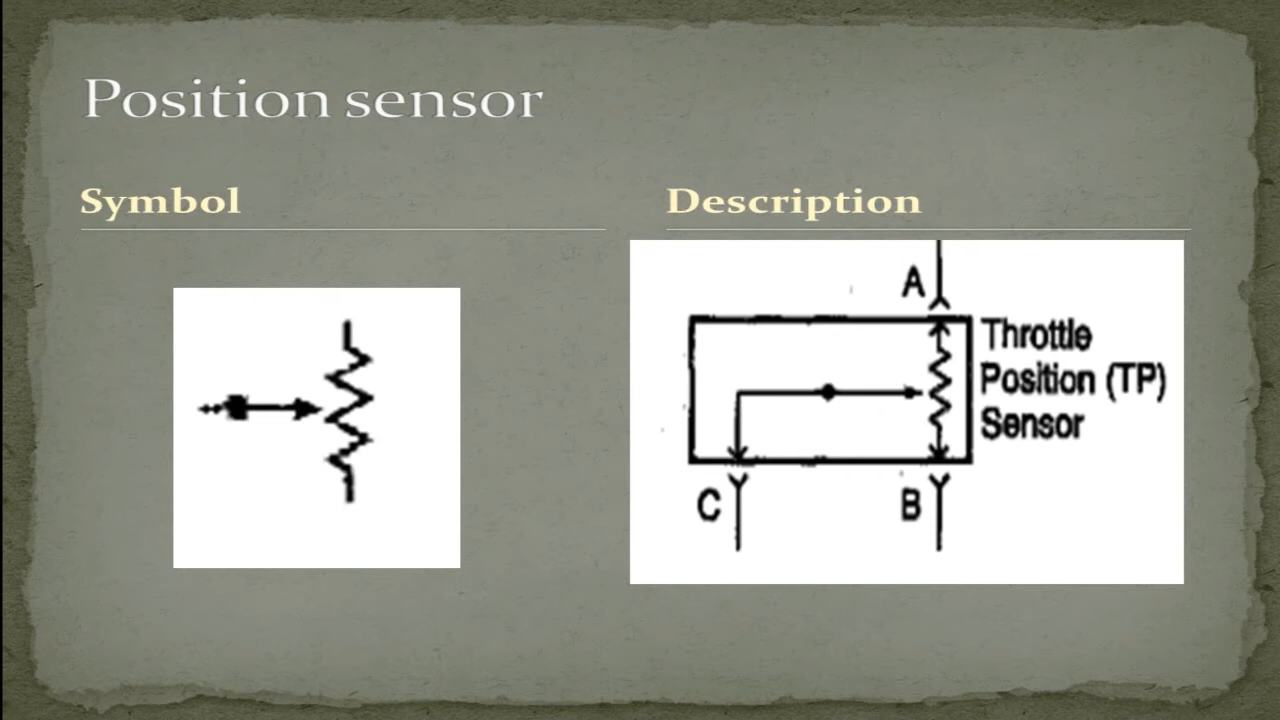 Position sensor
Symbol
Description
A
Throttle
Position (TP)
Sensor
C
B